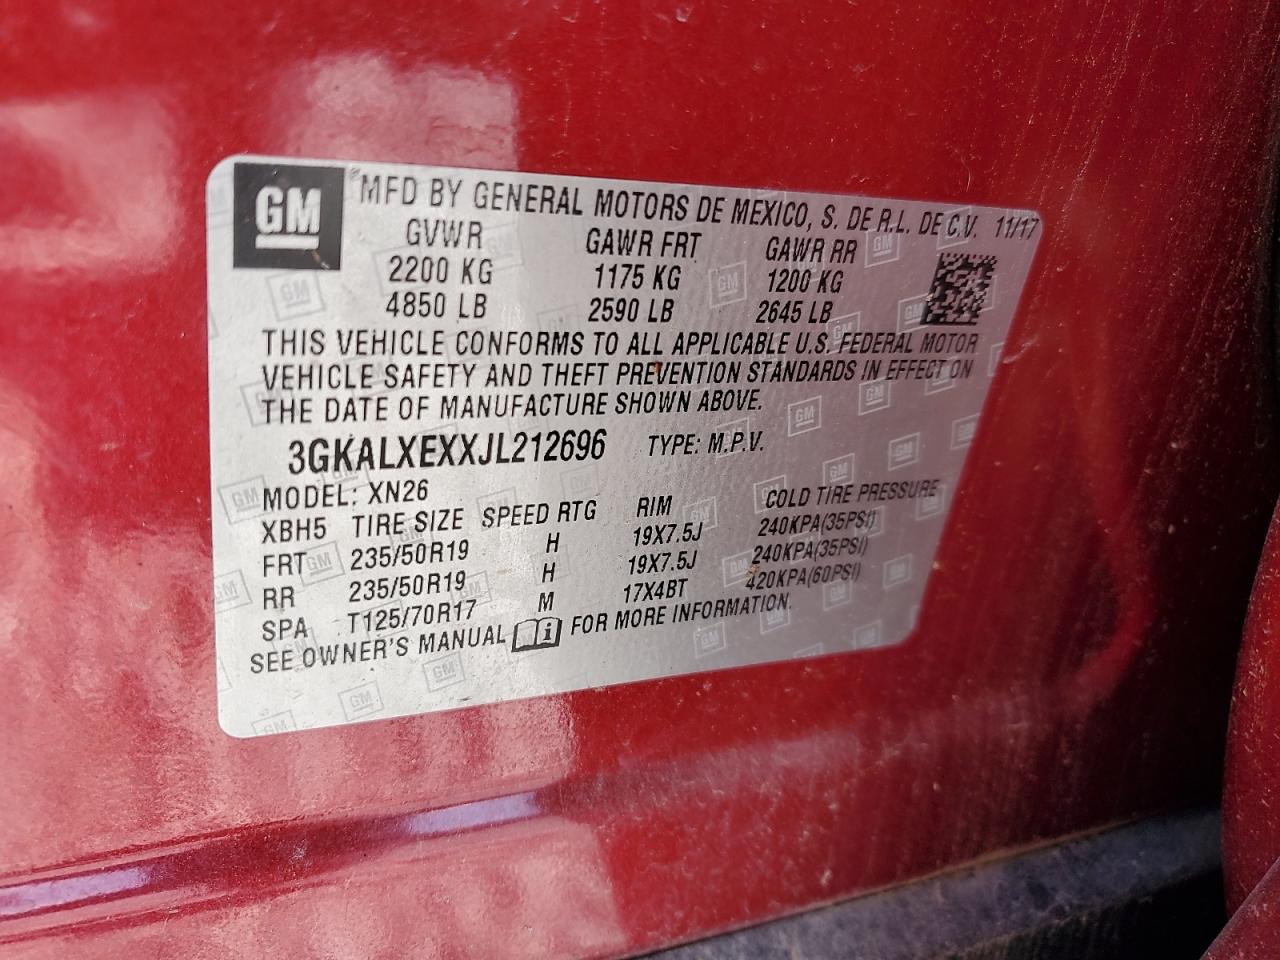 GM
MFD BY GENERAL MOTORS DE MEXICO, S. DE R.L. DE C.V. 11/17
GVWR GAWR FRT GAWR RR
2200 KG 1175 KG 1200 KG
4850 LB 2590 LB 2645 LB
THIS VEHICLE CONFORMS TO ALL APPLICABLE U.S. FEDERAL MOTOR
VEHICLE SAFETY AND THEFT PREVENTION STANDARDS IN EFFECT ON
THE DATE OF MANUFACTURE SHOWN ABOVE.
3GKALXEXXJL212696 TYPE: M.P.V.
MODEL: XN26
XBH5 TIRE SIZE SPEED RTG RIM COLD TIRE PRESSURE
FRT 235/50R19 H 19X7.5J 240KPA(35PSI)
RR 235/50R19 H 19X7.5J 240KPA(35PSI)
SPA T125/70R17 M 17X4BT 420KPA(60PSI)
SEE OWNER'S MANUAL FOR MORE INFORMATION.